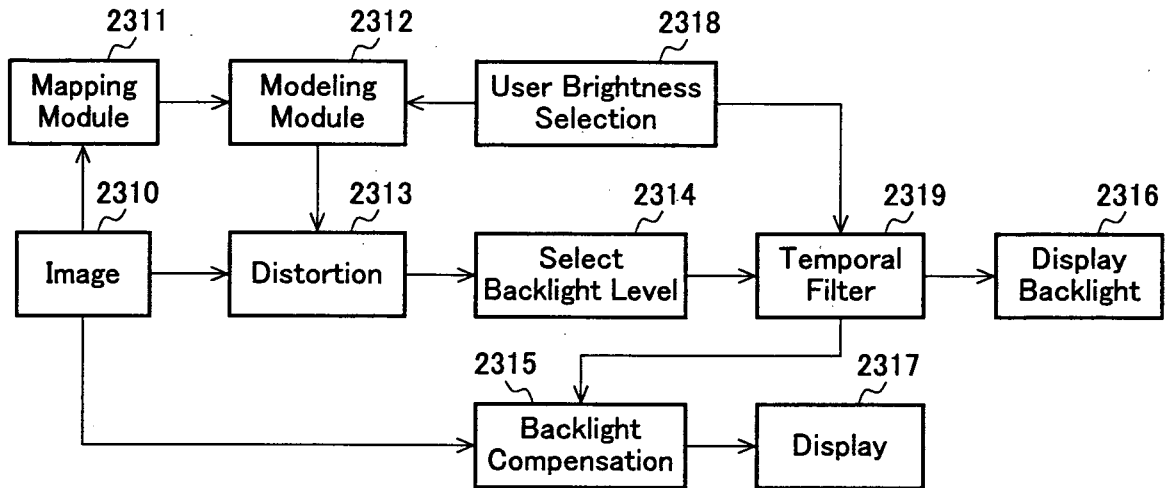 2311
2312
2318
Mapping
Module
Modeling
Module
User Brightness
Selection
2310
2313
2314
2319
2316
Image
Distortion
Select
Backlight Level
Temporal
Filter
Display
Backlight
2315
2317
Backlight
Compensation
Display